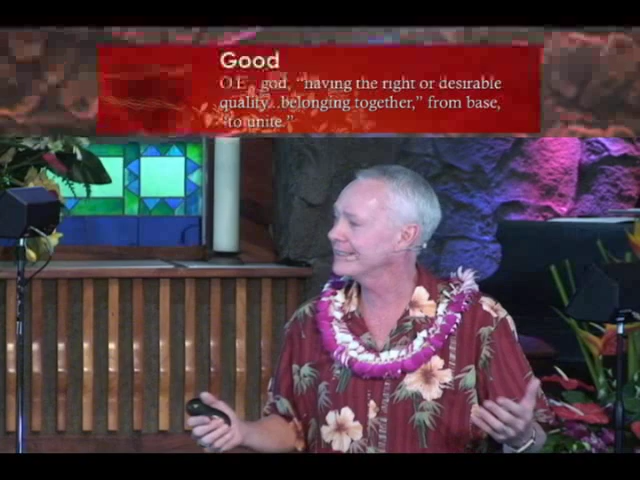 Good
O.E. god, "having the right or desirable
quality...belonging together," from base,
"to unite."